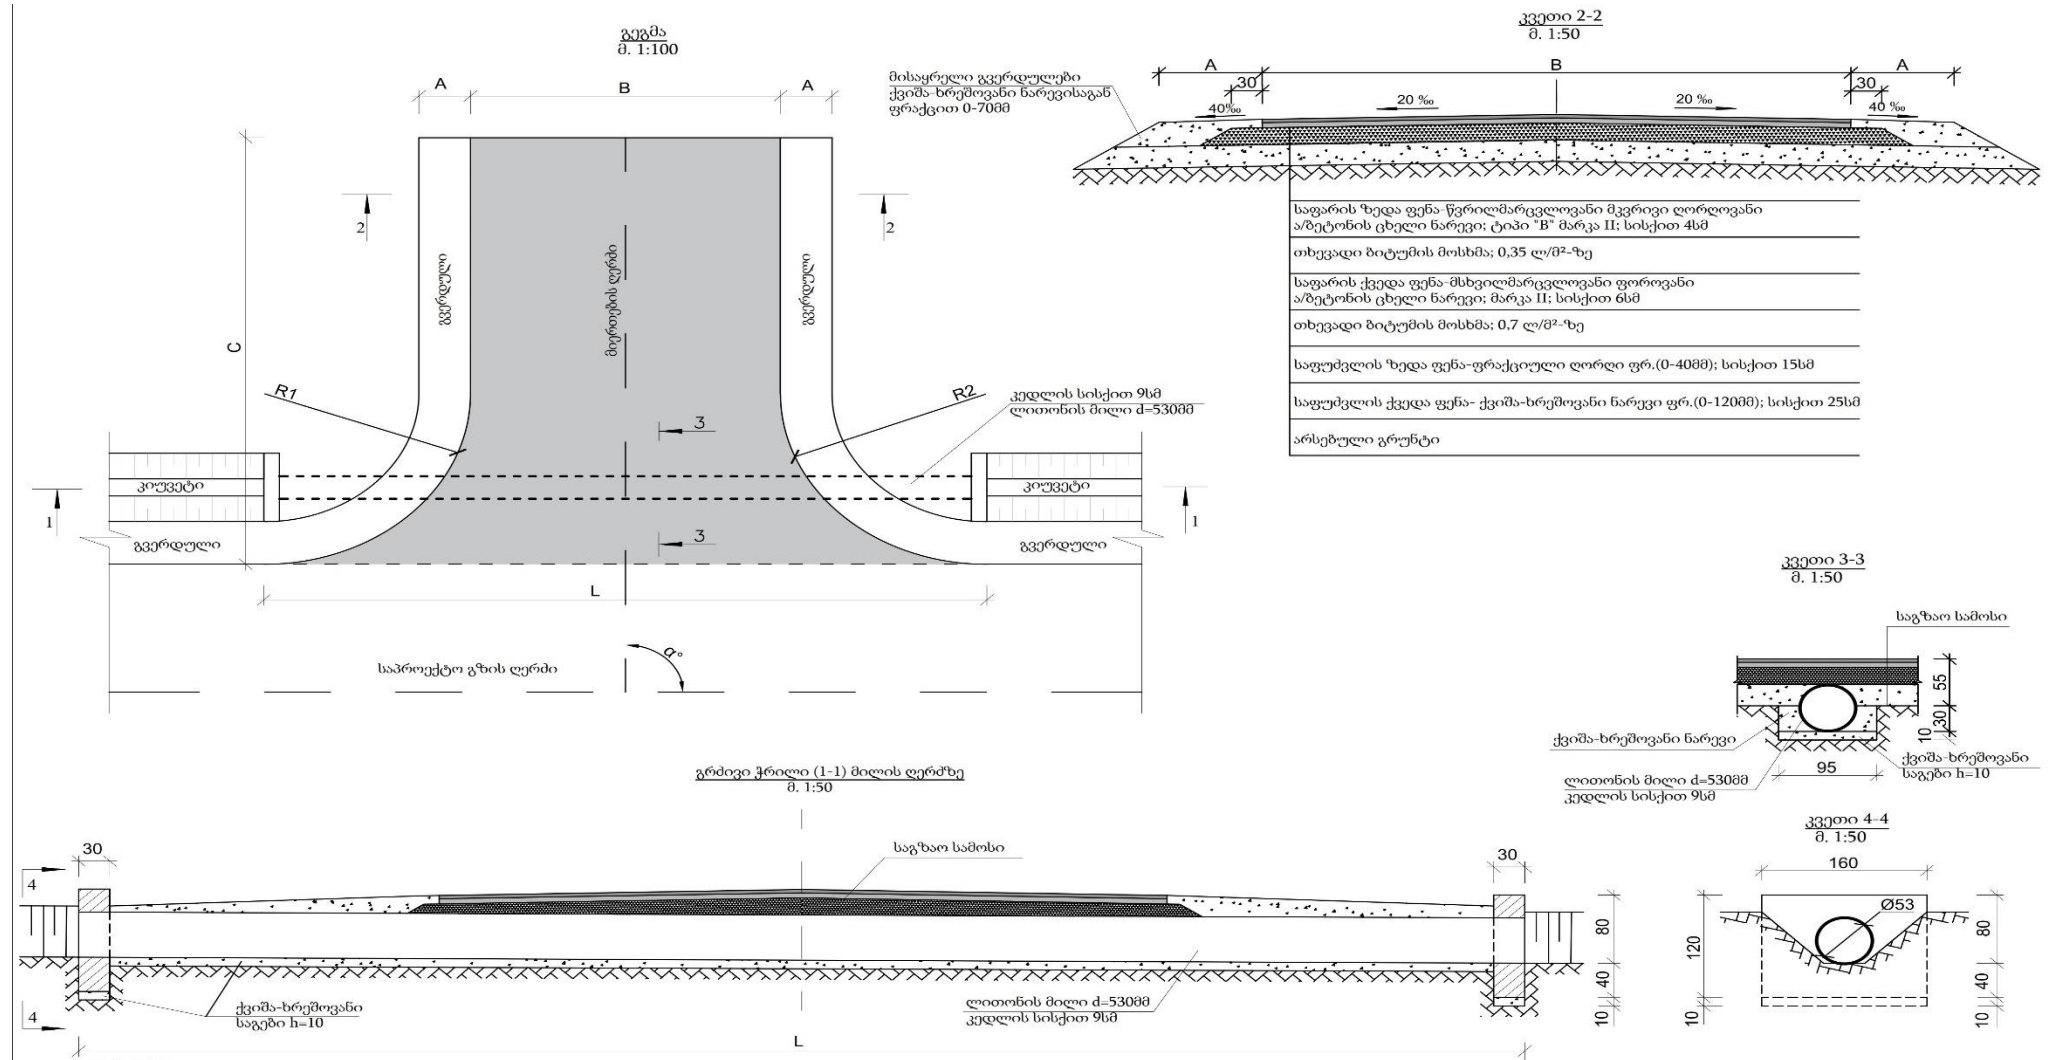 გეგმა
მ. 1:100
A
B
A
C
2
2
გვერდული
მიერთების ღერძი
გვერდული
R1
R2
კედლის სისქით 9სმ
ლითონის მილი d=530მმ
3
კიუვეტი
კიუვეტი
1
1
გვერდული
3
გვერდული
L
α°
საპროექტო გზის ღერძი
კვეთი 2-2
მ. 1:50
A
B
A
მისაყრელი გვერდულები
ქვიშა-ხრეშოვანი ნარევისაგან
ფრაქციით 0-70მმ
30
30
40‰
20 ‰
20 ‰
40 ‰
საფარის ზედა ფენა-წვრილმარცვლოვანი მკვრივი ღორღოვანი
ა/ბეტონის ცხელი ნარევი; ტიპი "B" მარკა II; სისქით 4სმ
თხევადი ბიტუმის მოსხმა; 0,35 ლ/მ²-ზე
საფარის ქვედა ფენა-მსხვილმარცვლოვანი ფოროვანი
ა/ბეტონის ცხელი ნარევი; მარკა II; სისქით 6სმ
თხევადი ბიტუმის მოსხმა; 0,7 ლ/მ²-ზე
საფუძვლის ზედა ფენა-ფრაქციული ღორღი ფრ.(0-40მმ); სისქით 15სმ
საფუძვლის ქვედა ფენა- ქვიშა-ხრეშოვანი ნარევი ფრ.(0-120მმ); სისქით 25სმ
არსებული გრუნტი
კვეთი 3-3
მ. 1:50
საგზაო სამოსი
55
30
10
ქვიშა-ხრეშოვანი ნარევი
ქვიშა-ხრეშოვანი
საგები h=10
95
ლითონის მილი d=530მმ
კედლის სისქით 9სმ
გრძივი ჭრილი (1-1) მილის ღერძზე
მ. 1:50
30
საგზაო სამოსი
30
4
80
40
10
ქვიშა-ხრეშოვანი
საგები h=10
ლითონის მილი d=530მმ
კედლის სისქით 9სმ
4
L
კვეთი 4-4
მ. 1:50
160
Ø53
120
10
80
40
10